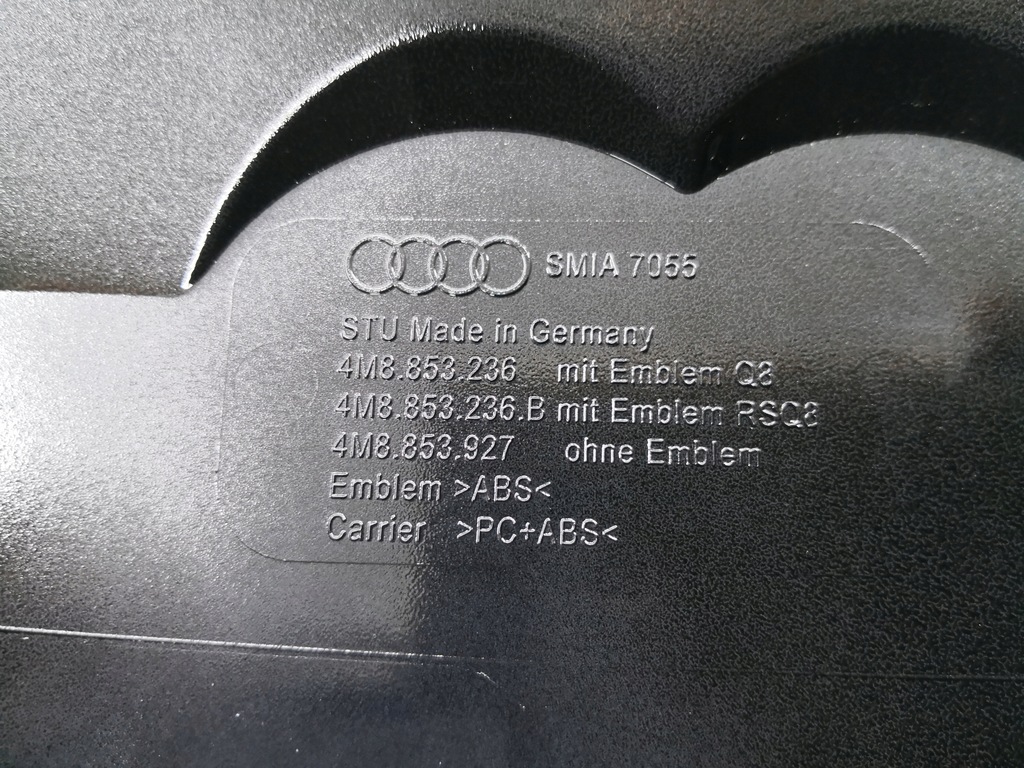 SMIA 7055
STU Made in Germany
4M8.853.236 mit Emblem Q8
4M8.853.236.B mit Emblem RSQ8
4M8.853.927 ohne Emblem
Emblem >ABS<
Carrier >PC+ABS<